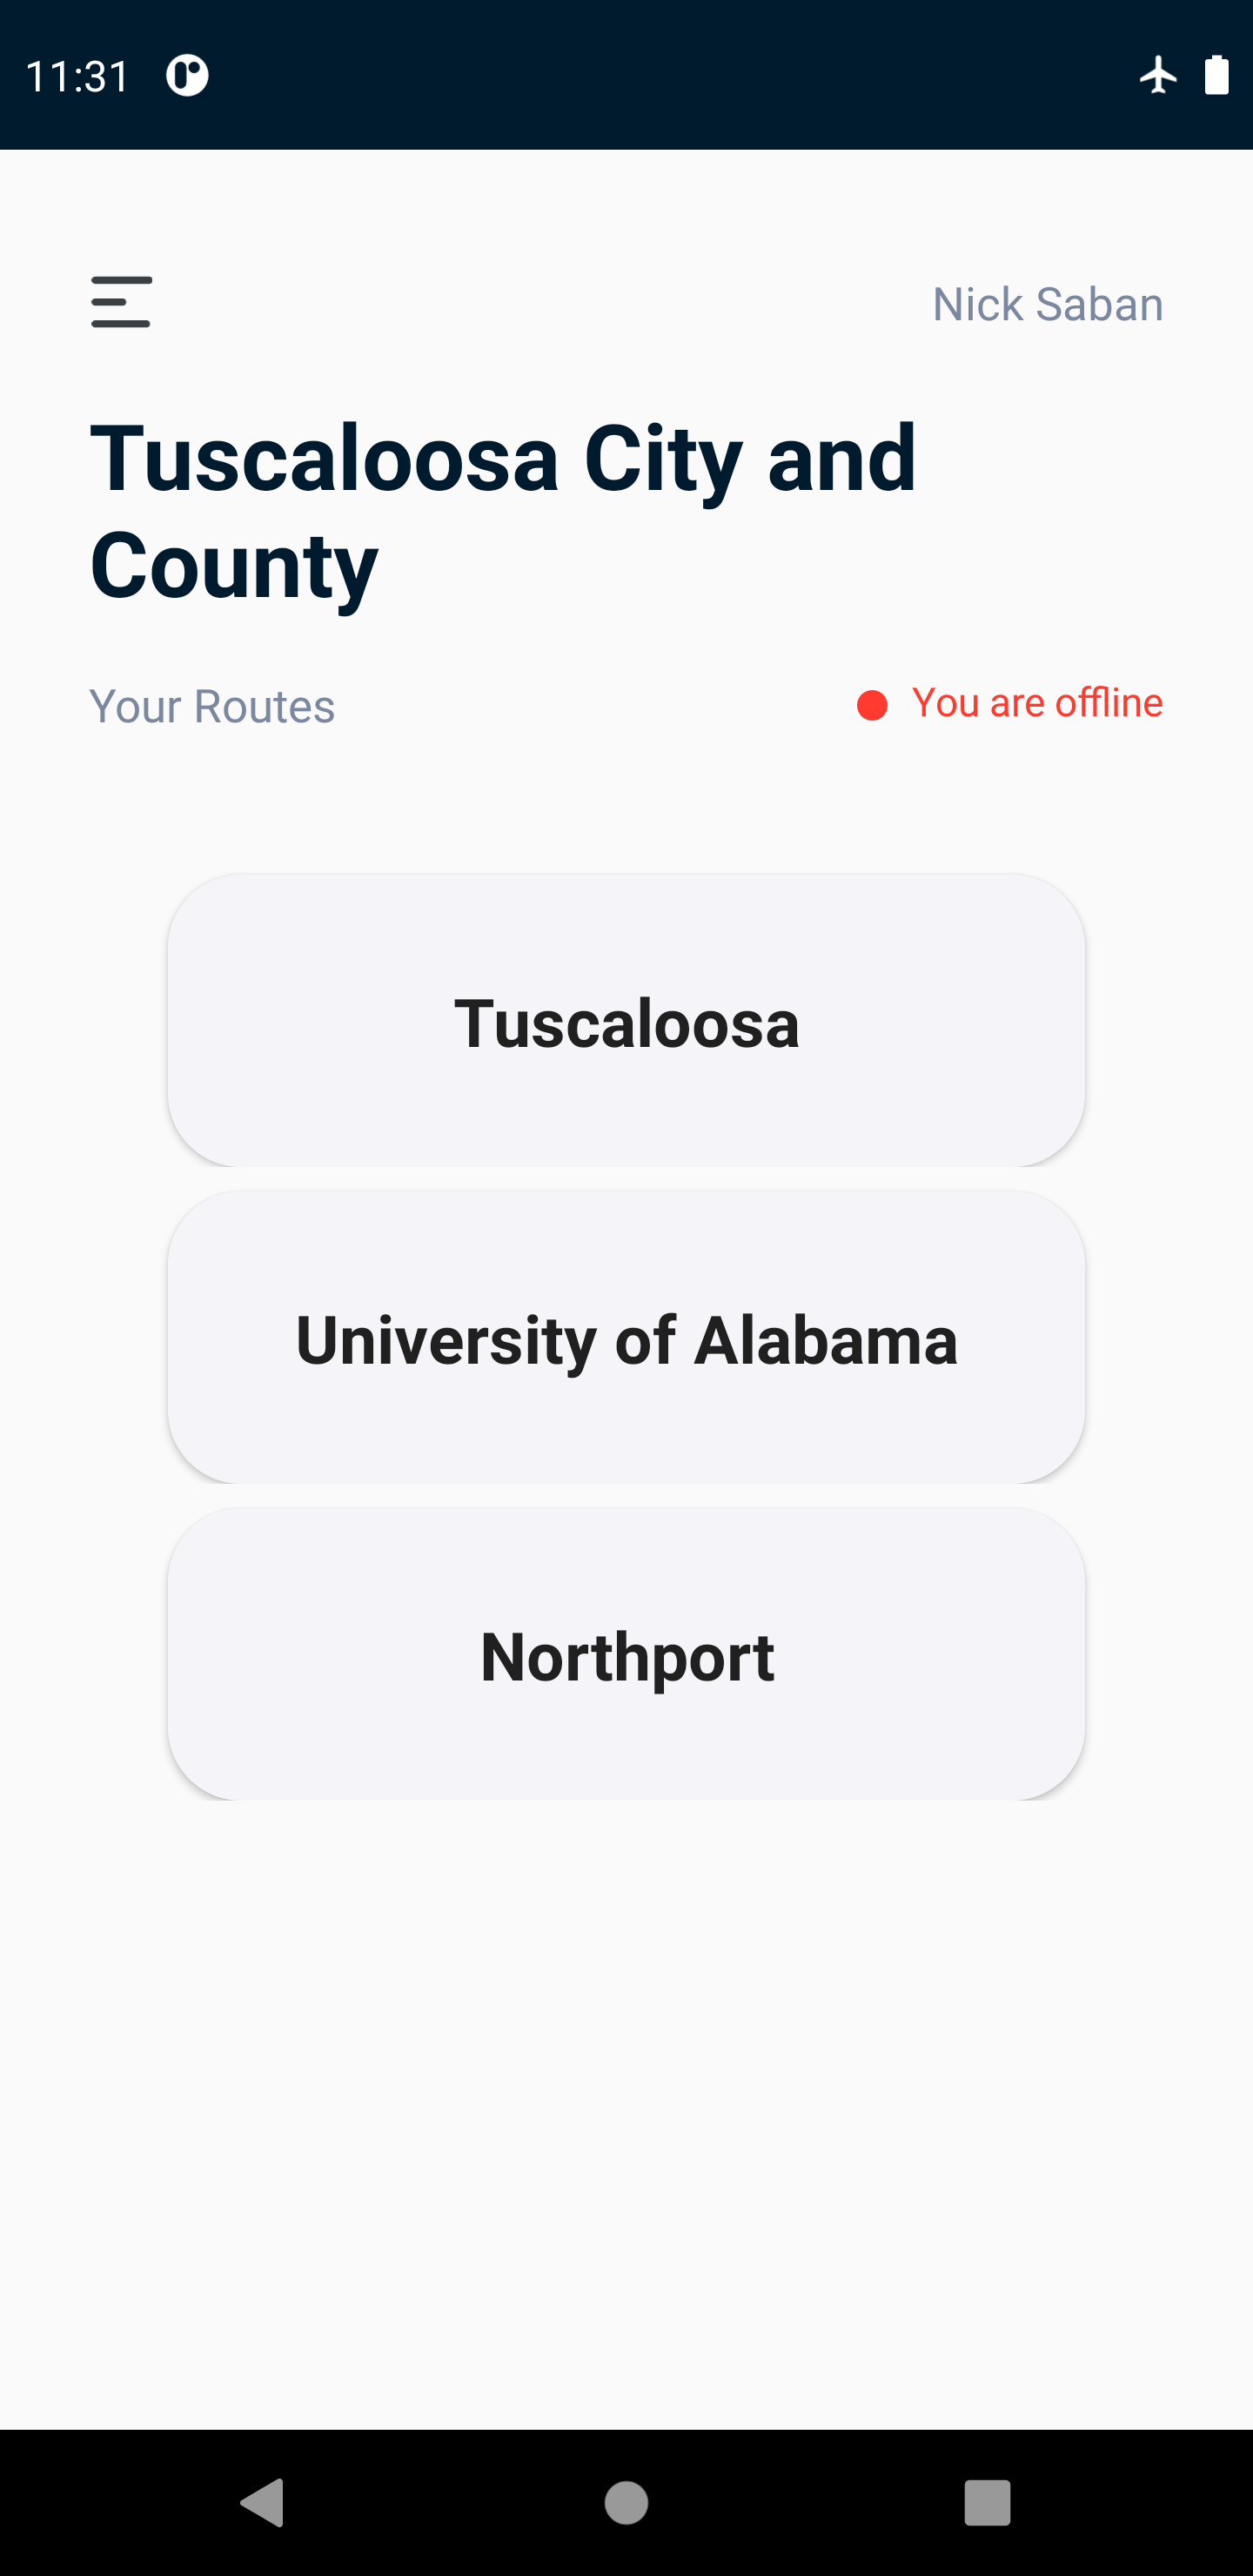 11:31
Nick Saban
Tuscaloosa City and
County
Your Routes
You are offline
Tuscaloosa
University of Alabama
Northport